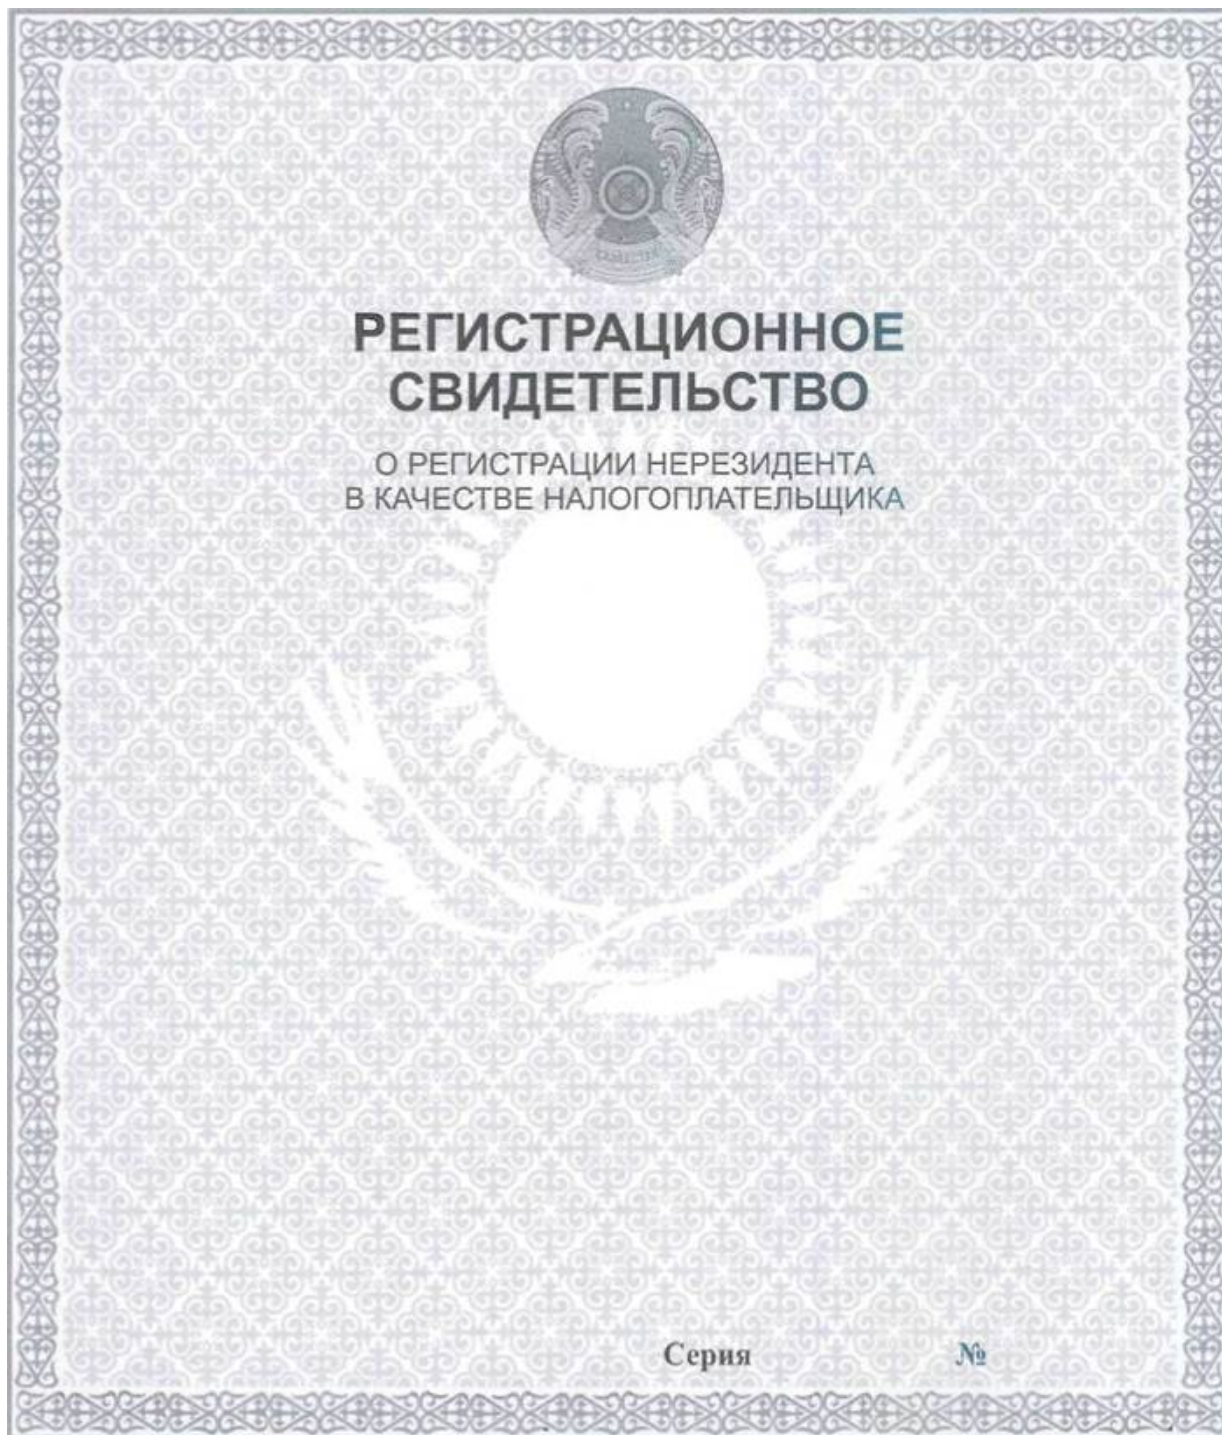 РЕГИСТРАЦИОННОЕ
СВИДЕТЕЛЬСТВО
О РЕГИСТРАЦИИ НЕРЕЗИДЕНТА
В КАЧЕСТВЕ НАЛОГОПЛАТЕЛЬЩИКА
Серия №